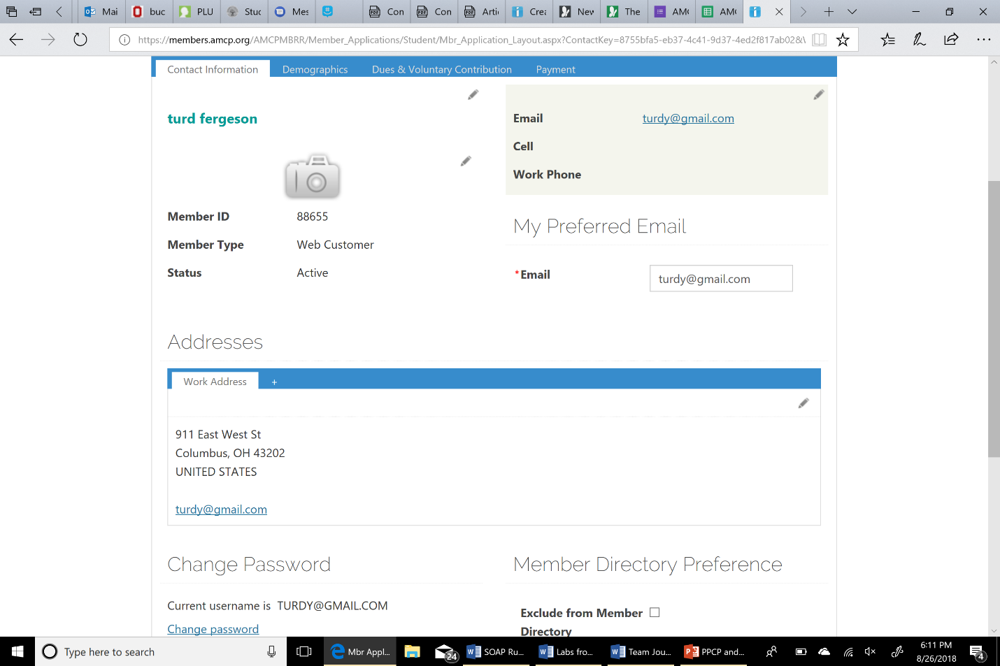 Mai
buc
PLU
Stuc
Mes
Con
Con
Artic
Crea
New
The
AMC
AMC
https://members.amcp.org/AMCPMBRR/Member_Applications/Student/Mbr_Application_Layout.aspx?ContactKey=8755bfa5-eb37-4c41-9d37-4ed2f817ab02&\
Contact Information Demographics Dues & Voluntary Contribution Payment
turd fergeson
Email turdy@gmail.com
Cell
Work Phone
Member ID 88655
Member Type Web Customer
Status Active
My Preferred Email
*Email turdy@gmail.com
Addresses
Work Address +
911 East West St
Columbus, OH 43202
UNITED STATES
turdy@gmail.com
Change Password
Current username is TURDY@GMAIL.COM
Change password
Member Directory Preference
Exclude from Member
Directory
Type here to search
Mbr Appl...
24
SOAP Ru...
Labs fro...
Team Jou...
PPCP and...
6:11 PM
8/26/2018
4